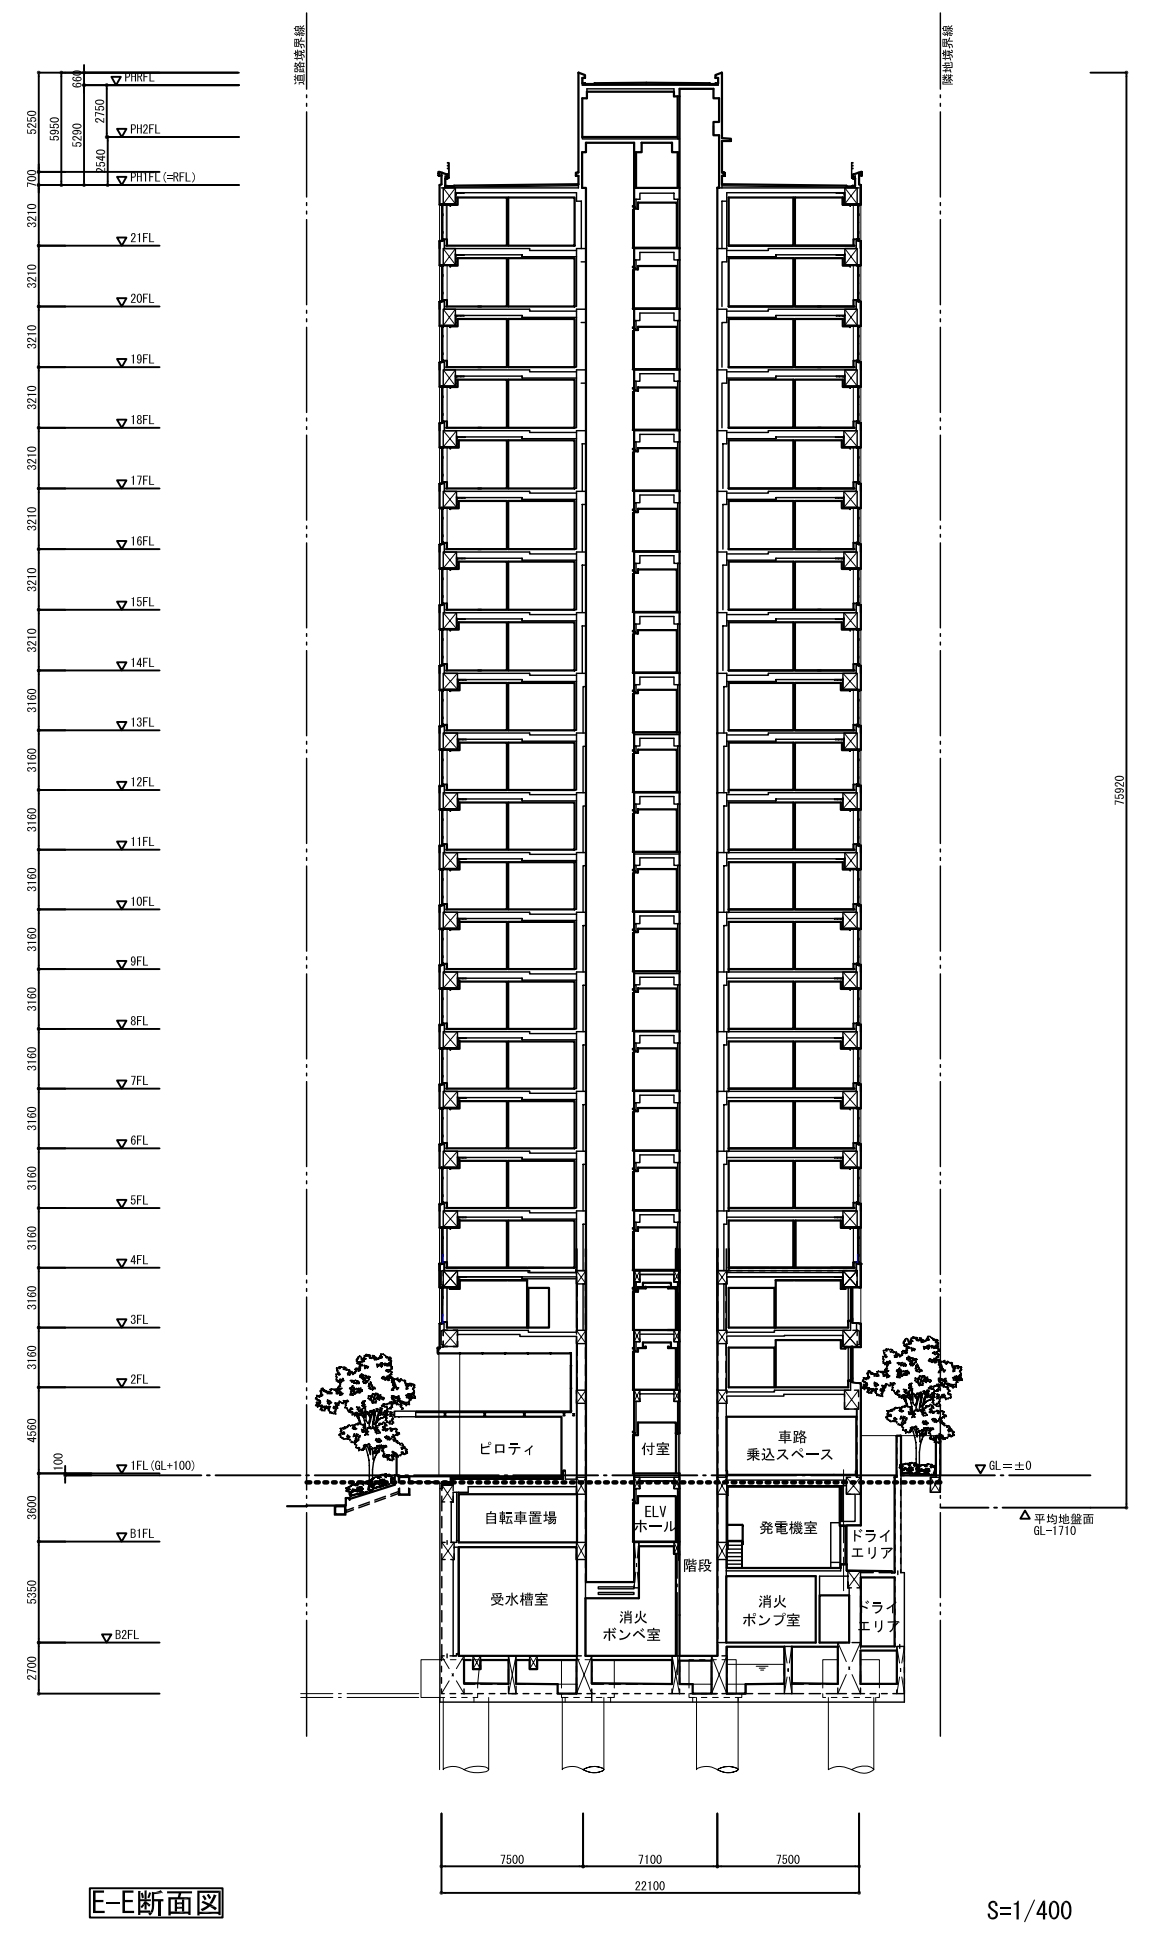 道路境界線
隣地境界線
660
PHRFL
5250
5950
5290
2750
PH2FL
2540
700
PH1FL(=RFL)
3210
21FL
3210
20FL
3210
19FL
3210
18FL
3210
17FL
3210
16FL
3210
15FL
3210
14FL
3160
13FL
3160
12FL
75920
3160
11FL
3160
10FL
3160
9FL
3160
8FL
3160
7FL
3160
6FL
3160
5FL
3160
4FL
3160
3FL
3160
2FL
4560
ピロティ
付室
車路
乗込スペース
100
1FL(GL+100)
GL=±0
3600
自転車置場
ELV
ホール
発電機室
ドライ
エリア
平均地盤面
GL-1710
B1FL
階段
5350
受水槽室
消火
ボンベ室
消火
ポンプ室
ドライ
エリア
B2FL
2700
7500
7100
7500
22100
E-E断面図
S=1/400